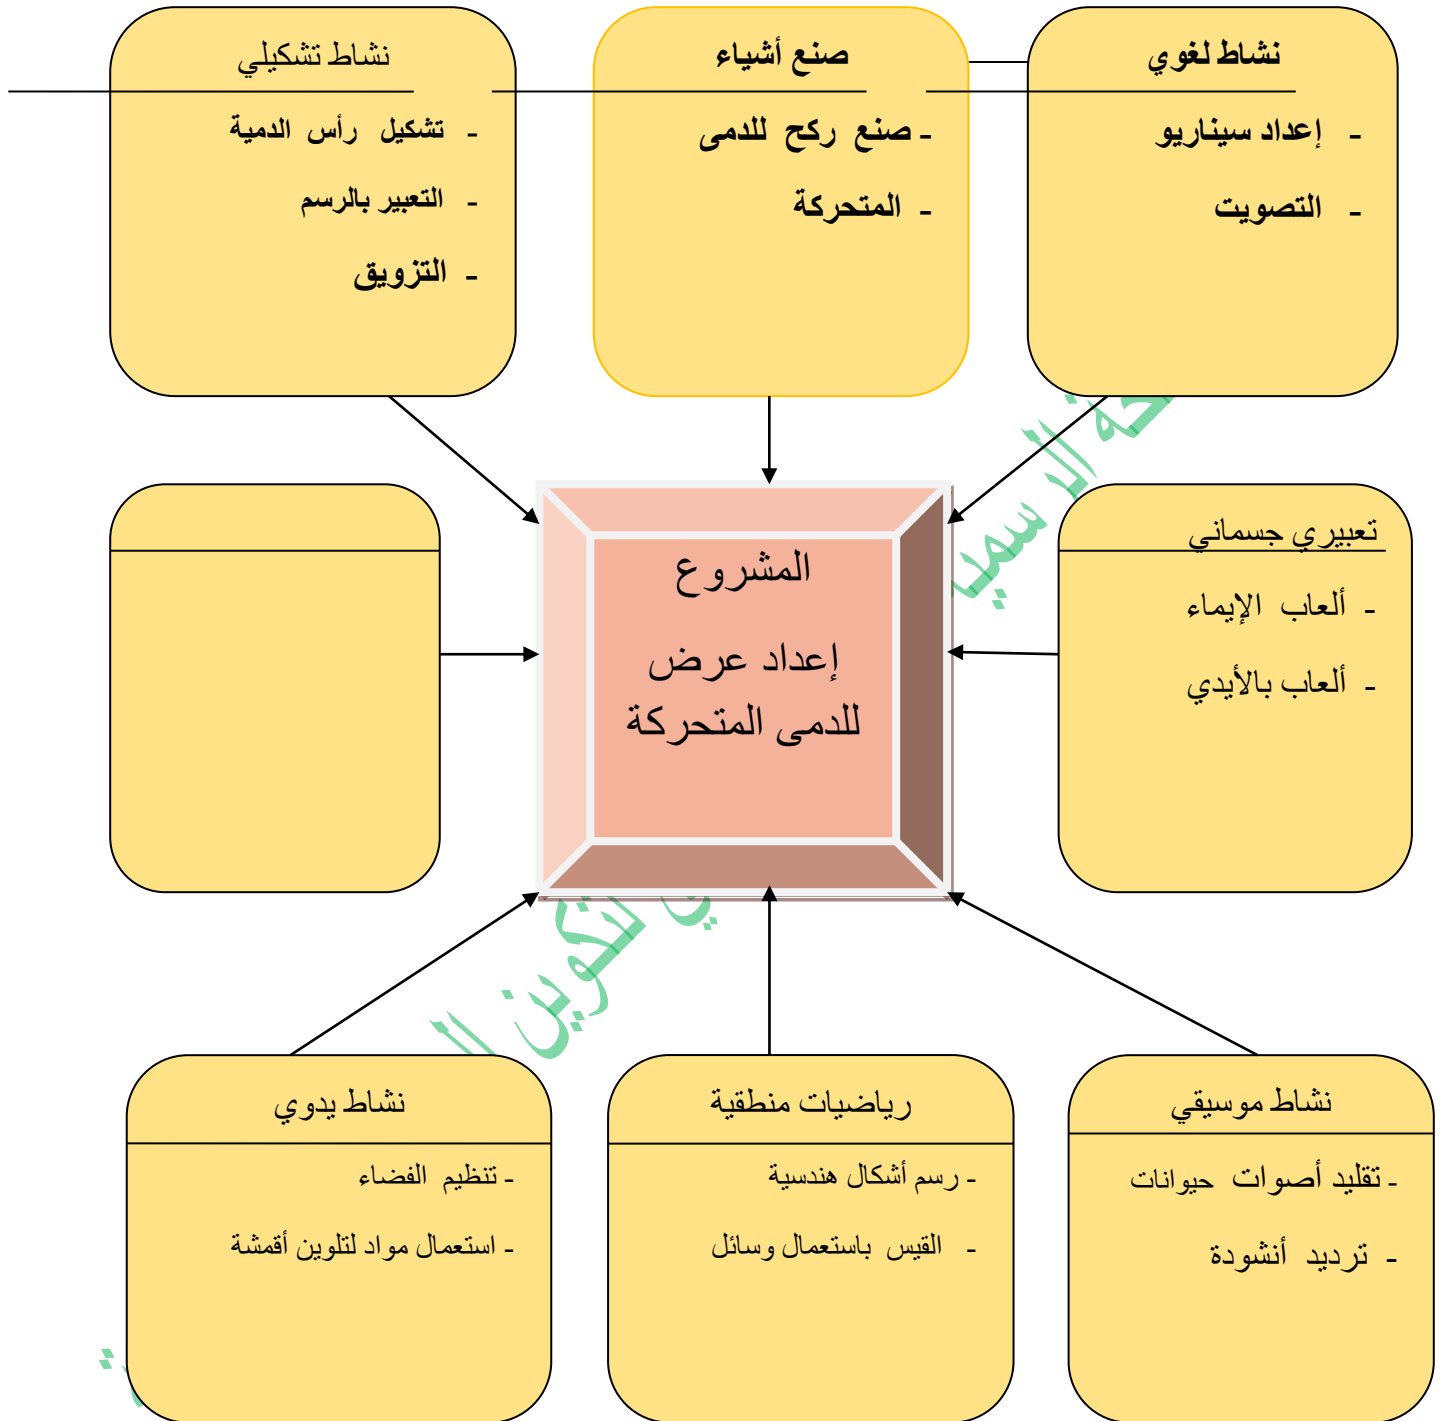 نشاط لغوي
- إعداد سيناريو
- التصويت
صنع أشياء
- صنع ركح للدمى
- المتحركة
نشاط تشكيلي
- تشكيل رأس الدمية
- التعبير بالرسم
- التزويق
تعبيري جسماني
- ألعاب الإيماء
- ألعاب بالأيدي
المشروع
إعداد عرض
للدمى المتحركة
نشاط موسيقي
- تقليد أصوات حيوانات
- ترديد أنشودة
رياضيات منطقية
- رسم أشكال هندسية
- القيس باستعمال وسائل
نشاط يدوي
- تنظيم الفضاء
- استعمال مواد لتلوين أقمشة
لتكوين